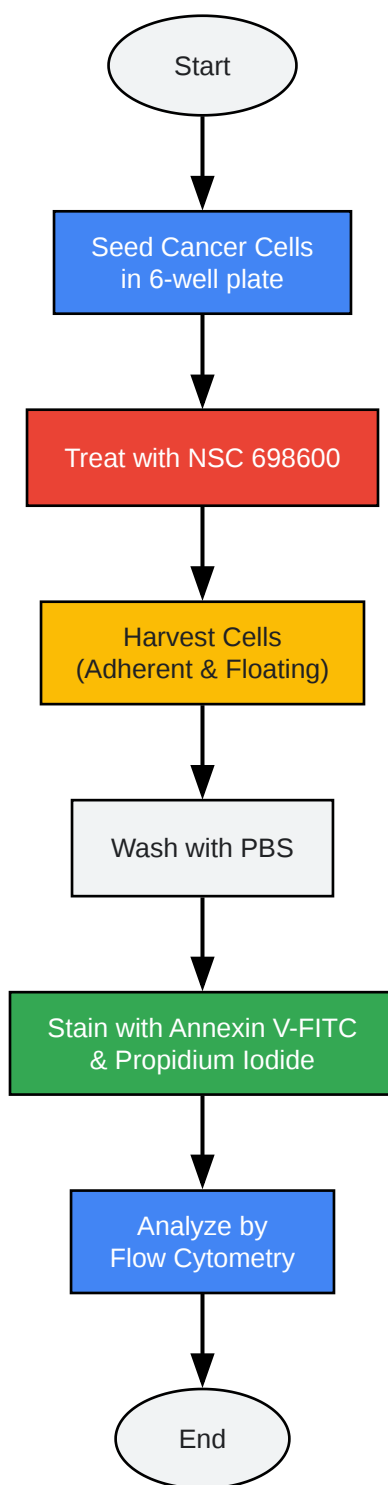 Start
Seed Cancer Cells
in 6-well plate
Treat with NSC 698600
Harvest Cells
(Adherent & Floating)
Wash with PBS
Stain with Annexin V-FITC
& Propidium Iodide
Analyze by
Flow Cytometry
End